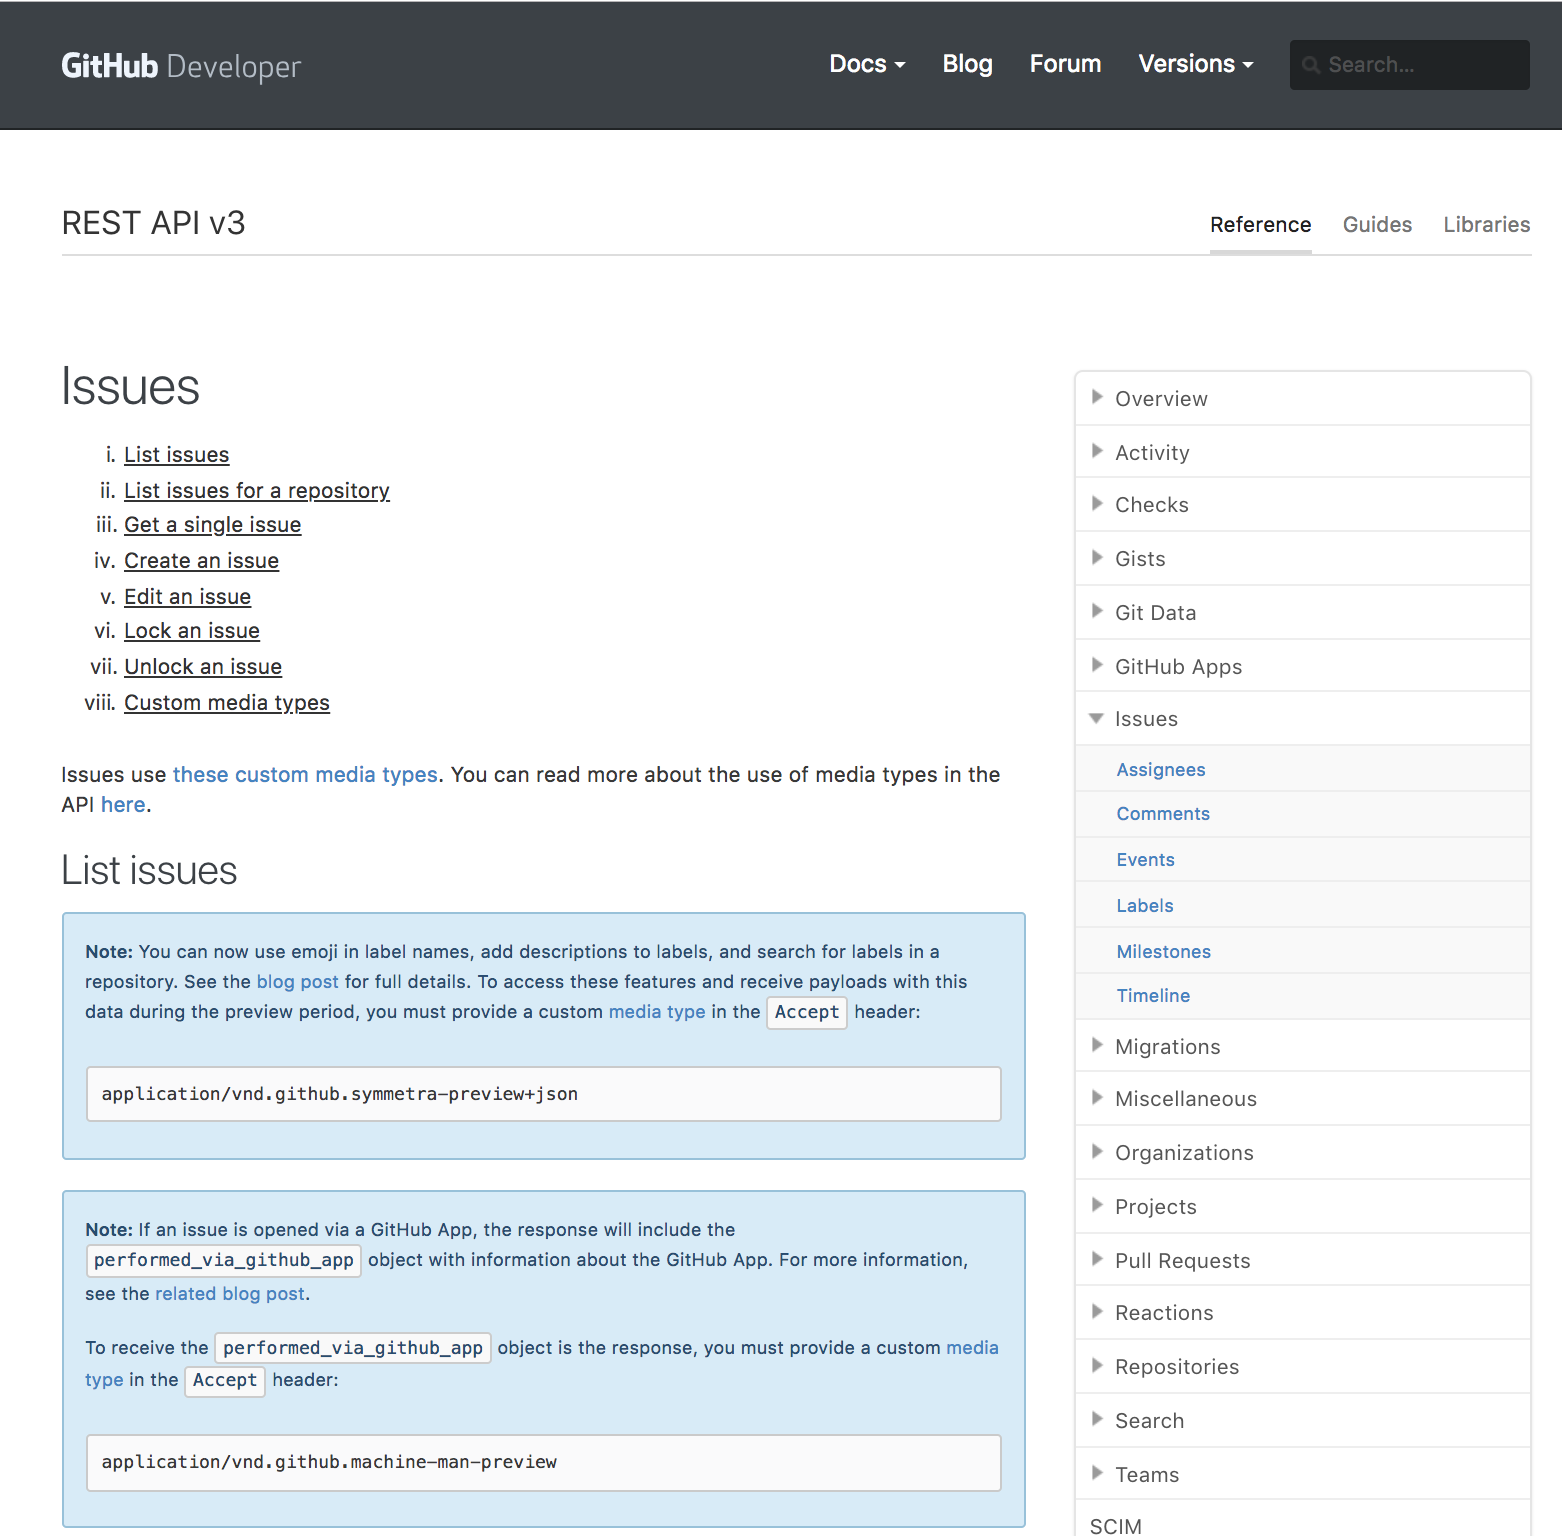 GitHub Developer
Docs
Blog
Forum
Versions
Search...
REST API v3
Reference
Guides
Libraries
Issues
i. List issues
ii. List issues for a repository
iii. Get a single issue
iv. Create an issue
v. Edit an issue
vi. Lock an issue
vii. Unlock an issue
viii. Custom media types
Issues use these custom media types. You can read more about the use of media types in the
API here.
List issues
Note: You can now use emoji in label names, add descriptions to labels, and search for labels in a
repository. See the blog post for full details. To access these features and receive payloads with this
data during the preview period, you must provide a custom media type in the Accept header:
application/vnd.github.symmetra-preview+json
Note: If an issue is opened via a GitHub App, the response will include the
performed_via_github_app object with information about the GitHub App. For more information,
see the related blog post.
To receive the performed_via_github_app object is the response, you must provide a custom media
type in the Accept header:
application/vnd.github.machine-man-preview
Overview
Activity
Checks
Gists
Git Data
GitHub Apps
Issues
Assignees
Comments
Events
Labels
Milestones
Timeline
Migrations
Miscellaneous
Organizations
Projects
Pull Requests
Reactions
Repositories
Search
Teams
SCIM